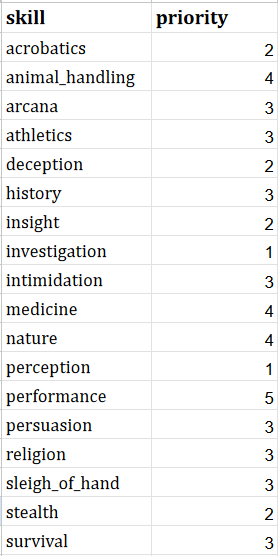 skill priority
acrobatics 2
animal_handling 4
arcana 3
athletics 3
deception 2
history 3
insight 2
investigation 1
intimidation 3
medicine 4
nature 4
perception 1
performance 5
persuasion 3
religion 3
sleigh_of_hand 3
stealth 2
survival 3